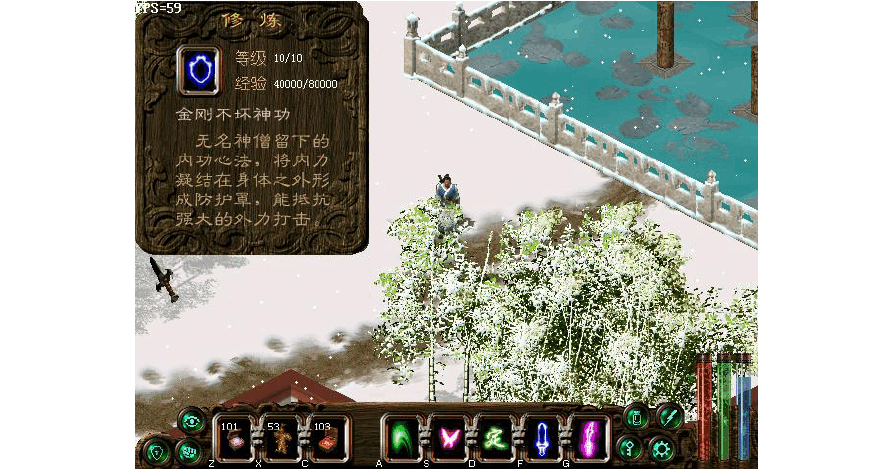 FPS=59
修炼
等级 10/10
经验 40000/80000
金刚不坏神功
无名神僧留下的
内功心法，将内力
凝结在身体之外形
成防护罩，能抵抗
强大的外力打击。
101 53 103
Z X C A S D F G